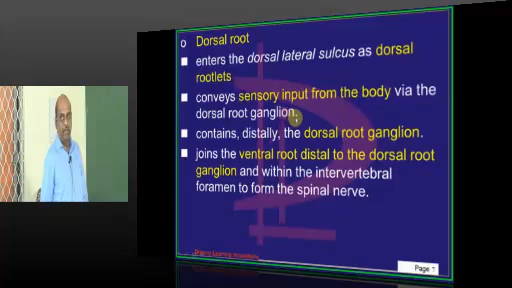 Dorsal root
enters the dorsal lateral sulcus as dorsal
rootlets
conveys sensory input from the body via the
dorsal root ganglion.
contains, distally, the dorsal root ganglion.
joins the ventral root distal to the dorsal root
ganglion and within the intervertebral
foramen to form the spinal nerve.
Page